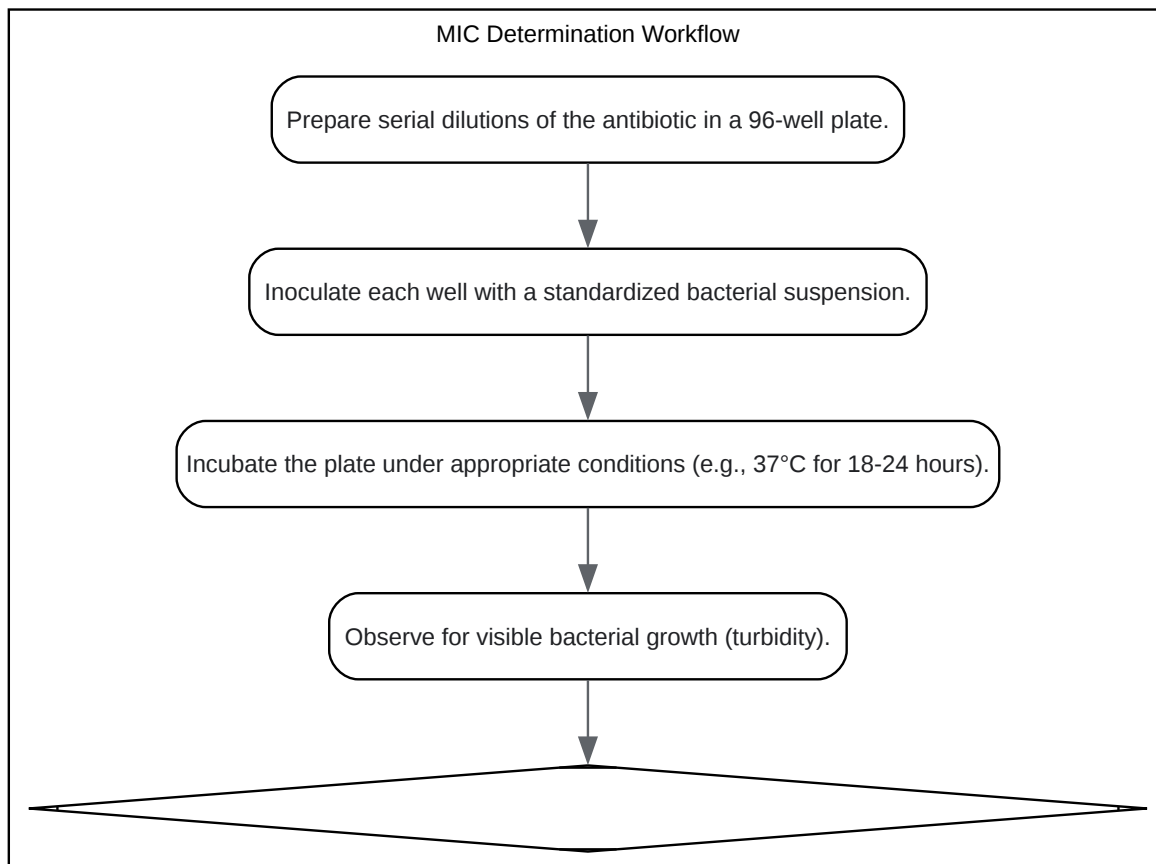 MIC Determination Workflow
Prepare serial dilutions of the antibiotic in a 96-well plate.
Inoculate each well with a standardized bacterial suspension.
Incubate the plate under appropriate conditions (e.g., 37°C for 18-24 hours).
Observe for visible bacterial growth (turbidity).